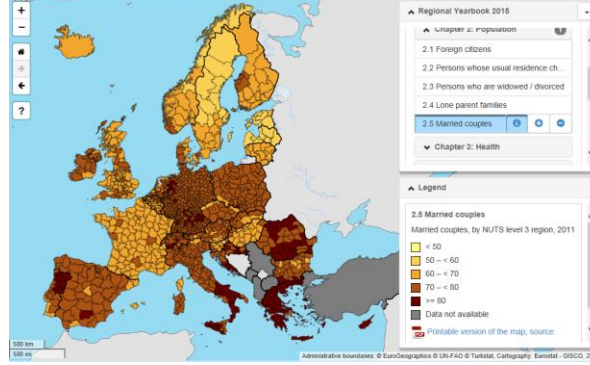 +
−
?
Regional Yearbook 2015
Chapter 2: Population
2.1 Foreign citizens
2.2 Persons whose usual residence ch...
2.3 Persons who are widowed / divorced
2.4 Lone parent families
2.5 Married couples
Chapter 3: Health
Legend
2.5 Married couples
Married couples, by NUTS level 3 region, 2011
< 50
50 – < 60
60 – < 70
70 – < 80
>= 80
Data not available
Printable version of the map, source:
500 km
500 mi
Administrative boundaries: © EuroGeographics © UN-FAO © Turkstat, Cartography: Eurostat - GISCO, 2